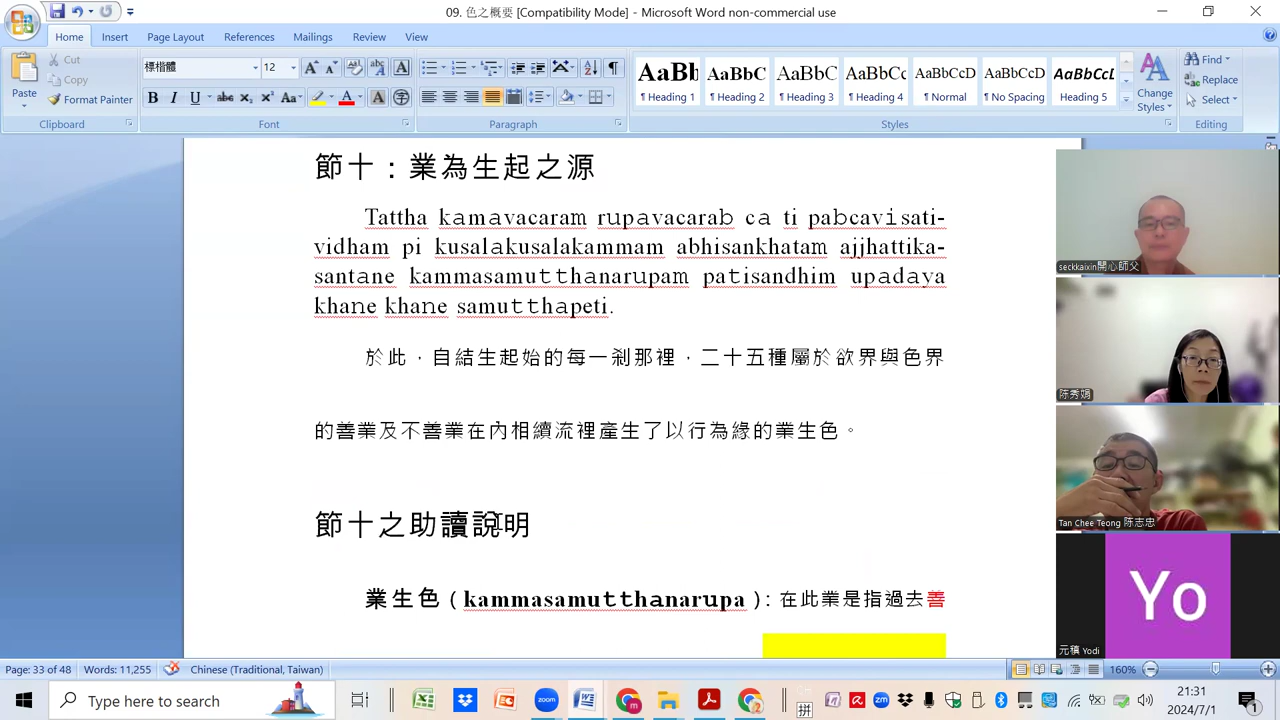 09. 色之概要 [Compatibility Mode] - Microsoft Word non-commercial use
Home Insert Page Layout References Mailings Review View
Cut
Copy
Paste
Format Painter
Clipboard
楷體 12
Font
Paragraph
AaBb AaBbC AaBbC AaBbCc AaBbCcD AaBbCcD AaBbCcL
¶ Heading 1 ¶ Heading 2 ¶ Heading 3 ¶ Heading 4 ¶ Normal ¶ No Spacing Heading 5
Change Styles
Styles
Find
Replace
Select
Editing
節十：業為生起之源
Tattha kamavacaram rupavacarab ca ti pabcavisati-
vidham pi kusalakusalakammam abhisankhatam ajjhattika-
santane kammasamutthanarupam patisandhim upadaya
khane khane samutthapeti.
於此，自結生起始的每一剎那裡，二十五種屬於欲界與色界
的善業及不善業在內相續流裡產生了以行為緣的業生色。
節十之助讀說明
業生色（kammasamutthanarupa）：在此業是指過去善
seckkaixin開心師父
陈秀娟
Tan Chee Teong 陈志忠
Yo
元稹 Yodi
Page: 33 of 48 Words: 11,255 Chinese (Traditional, Taiwan) 160%
Type here to search
拼
21:31
2024/7/1